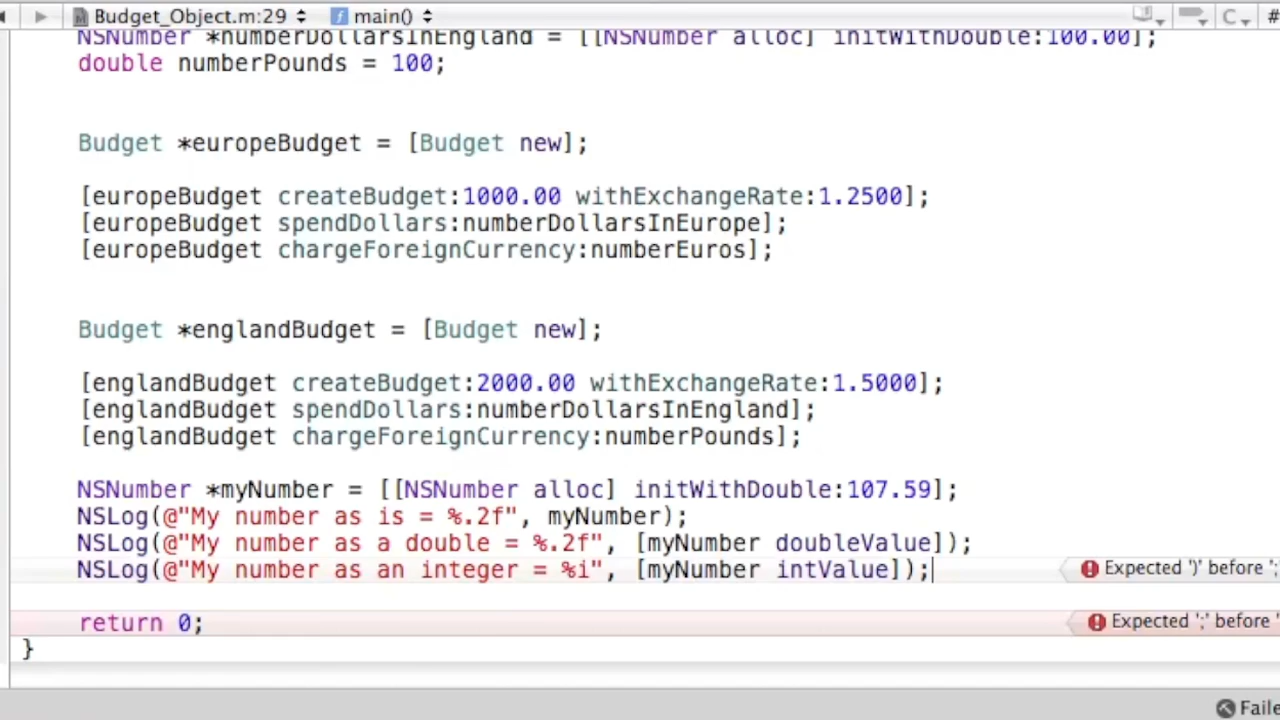 Budget_Object.m:29 main() C #
NSNumber *numberDollarsInEngland = [[NSNumber alloc] initWithDouble:100.00];
double numberPounds = 100;
Budget *europeBudget = [Budget new];
[europeBudget createBudget:1000.00 withExchangeRate:1.2500];
[europeBudget spendDollars:numberDollarsInEurope];
[europeBudget chargeForeignCurrency:numberEuros];
Budget *englandBudget = [Budget new];
[englandBudget createBudget:2000.00 withExchangeRate:1.5000];
[englandBudget spendDollars:numberDollarsInEngland];
[englandBudget chargeForeignCurrency:numberPounds];
NSNumber *myNumber = [[NSNumber alloc] initWithDouble:107.59];
NSLog(@"My number as is = %.2f", myNumber);
NSLog(@"My number as a double = %.2f", [myNumber doubleValue]);
NSLog(@"My number as an integer = %i", [myNumber intValue]); Expected ')' before ';
return 0; Expected ';' before '
}
Faile